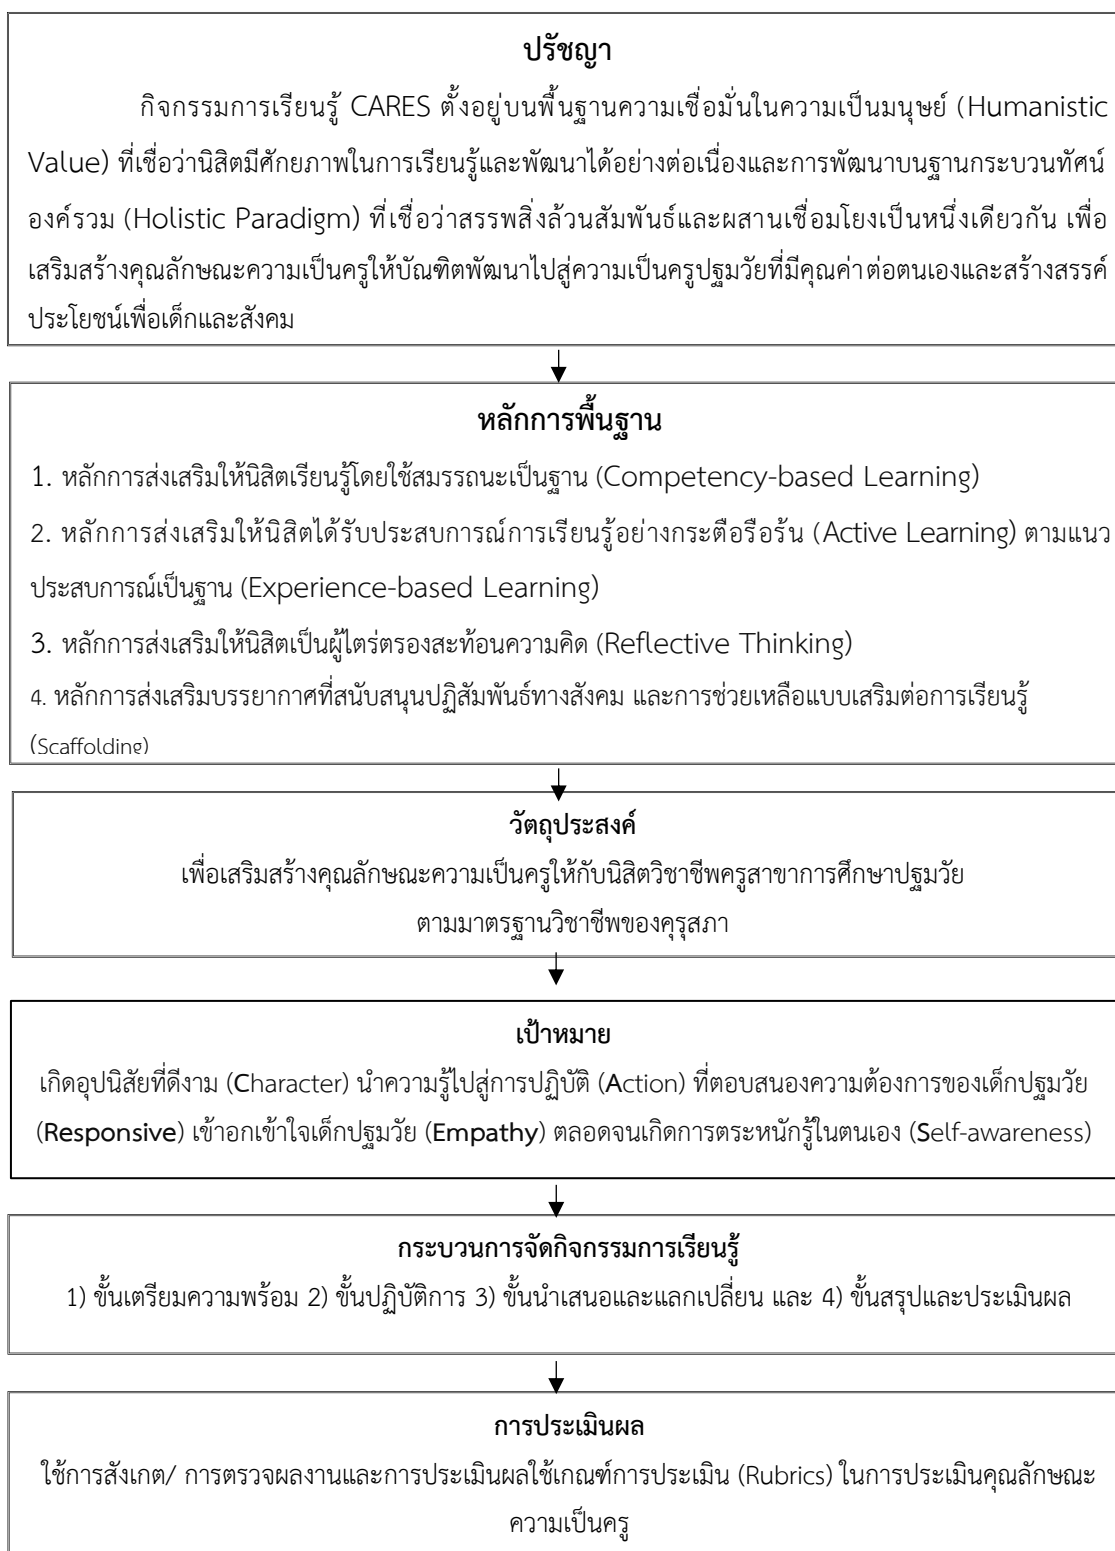 ปรัชญา
กิจกรรมการเรียนรู้ CARES ตั้งอยู่บนพื้นฐานความเชื่อมั่นในความเป็นมนุษย์ (Humanistic
Value) ที่เชื่อว่านิสิตมีศักยภาพในการเรียนรู้และพัฒนาได้อย่างต่อเนื่องและการพัฒนาบนฐานกระบวนทัศน์
องค์รวม (Holistic Paradigm) ที่เชื่อว่าสรรพสิ่งล้วนสัมพันธ์และผสานเชื่อมโยงเป็นหนึ่งเดียวกัน เพื่อ
เสริมสร้างคุณลักษณะความเป็นครูให้บัณฑิตพัฒนาไปสู่ความเป็นครูปฐมวัยที่มีคุณค่าต่อตนเองและสร้างสรรค์
ประโยชน์เพื่อเด็กและสังคม
หลักการพื้นฐาน
1. หลักการส่งเสริมให้นิสิตเรียนรู้โดยใช้สมรรถนะเป็นฐาน (Competency-based Learning)
2. หลักการส่งเสริมให้นิสิตได้รับประสบการณ์การเรียนรู้อย่างกระตือรือร้น (Active Learning) ตามแนว
ประสบการณ์เป็นฐาน (Experience-based Learning)
3. หลักการส่งเสริมให้นิสิตเป็นผู้ไตร่ตรองสะท้อนความคิด (Reflective Thinking)
4. หลักการส่งเสริมบรรยากาศที่สนับสนุนปฏิสัมพันธ์ทางสังคม และการช่วยเหลือแบบเสริมต่อการเรียนรู้
(Scaffolding)
วัตถุประสงค์
เพื่อเสริมสร้างคุณลักษณะความเป็นครูให้กับนิสิตวิชาชีพครูสาขาการศึกษาปฐมวัย
ตามมาตรฐานวิชาชีพของคุรุสภา
เป้าหมาย
เกิดอุปนิสัยที่ดีงาม (Character) นำความรู้ไปสู่การปฏิบัติ (Action) ที่ตอบสนองความต้องการของเด็กปฐมวัย
(Responsive) เข้าอกเข้าใจเด็กปฐมวัย (Empathy) ตลอดจนเกิดการตระหนักรู้ในตนเอง (Self-awareness)
กระบวนการจัดกิจกรรมการเรียนรู้
1) ขั้นเตรียมความพร้อม 2) ขั้นปฏิบัติการ 3) ขั้นนำเสนอและแลกเปลี่ยน และ 4) ขั้นสรุปและประเมินผล
การประเมินผล
ใช้การสังเกต/ การตรวจผลงานและการประเมินผลใช้เกณฑ์การประเมิน (Rubrics) ในการประเมินคุณลักษณะ
ความเป็นครู